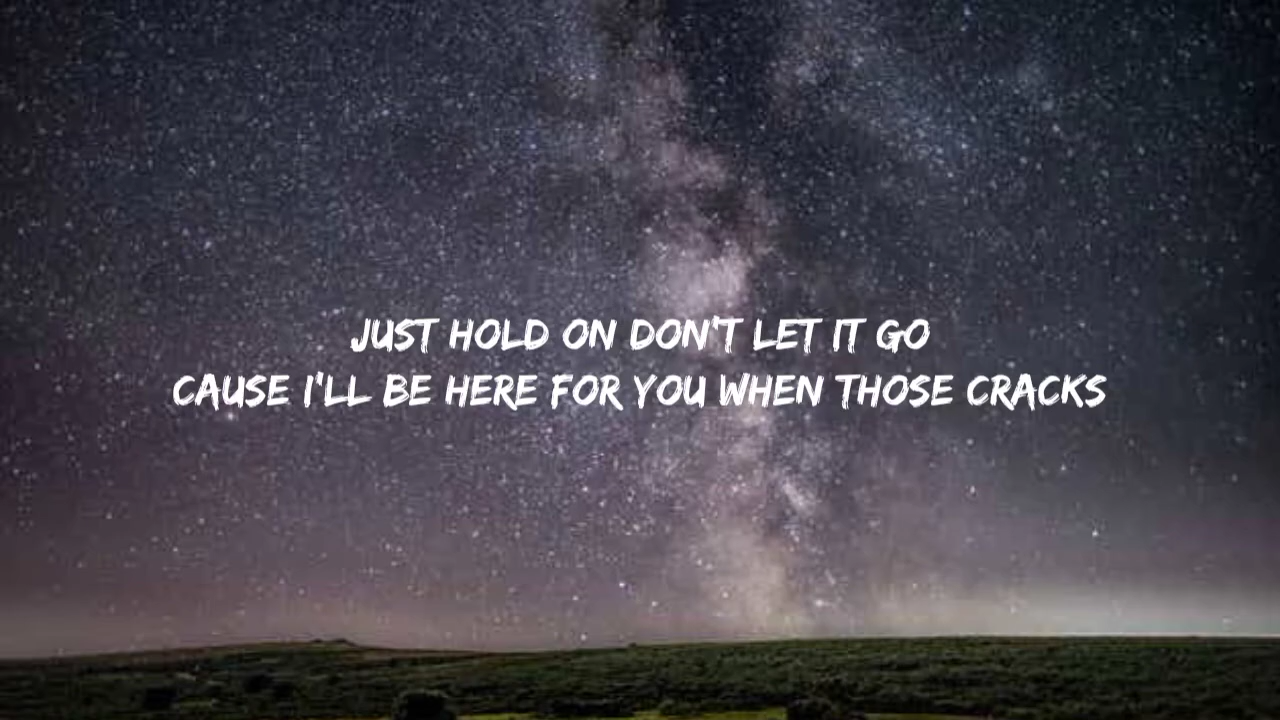 JUST HOLD ON DON'T LET IT GO
CAUSE I'LL BE HERE FOR YOU WHEN THOSE CRACKS